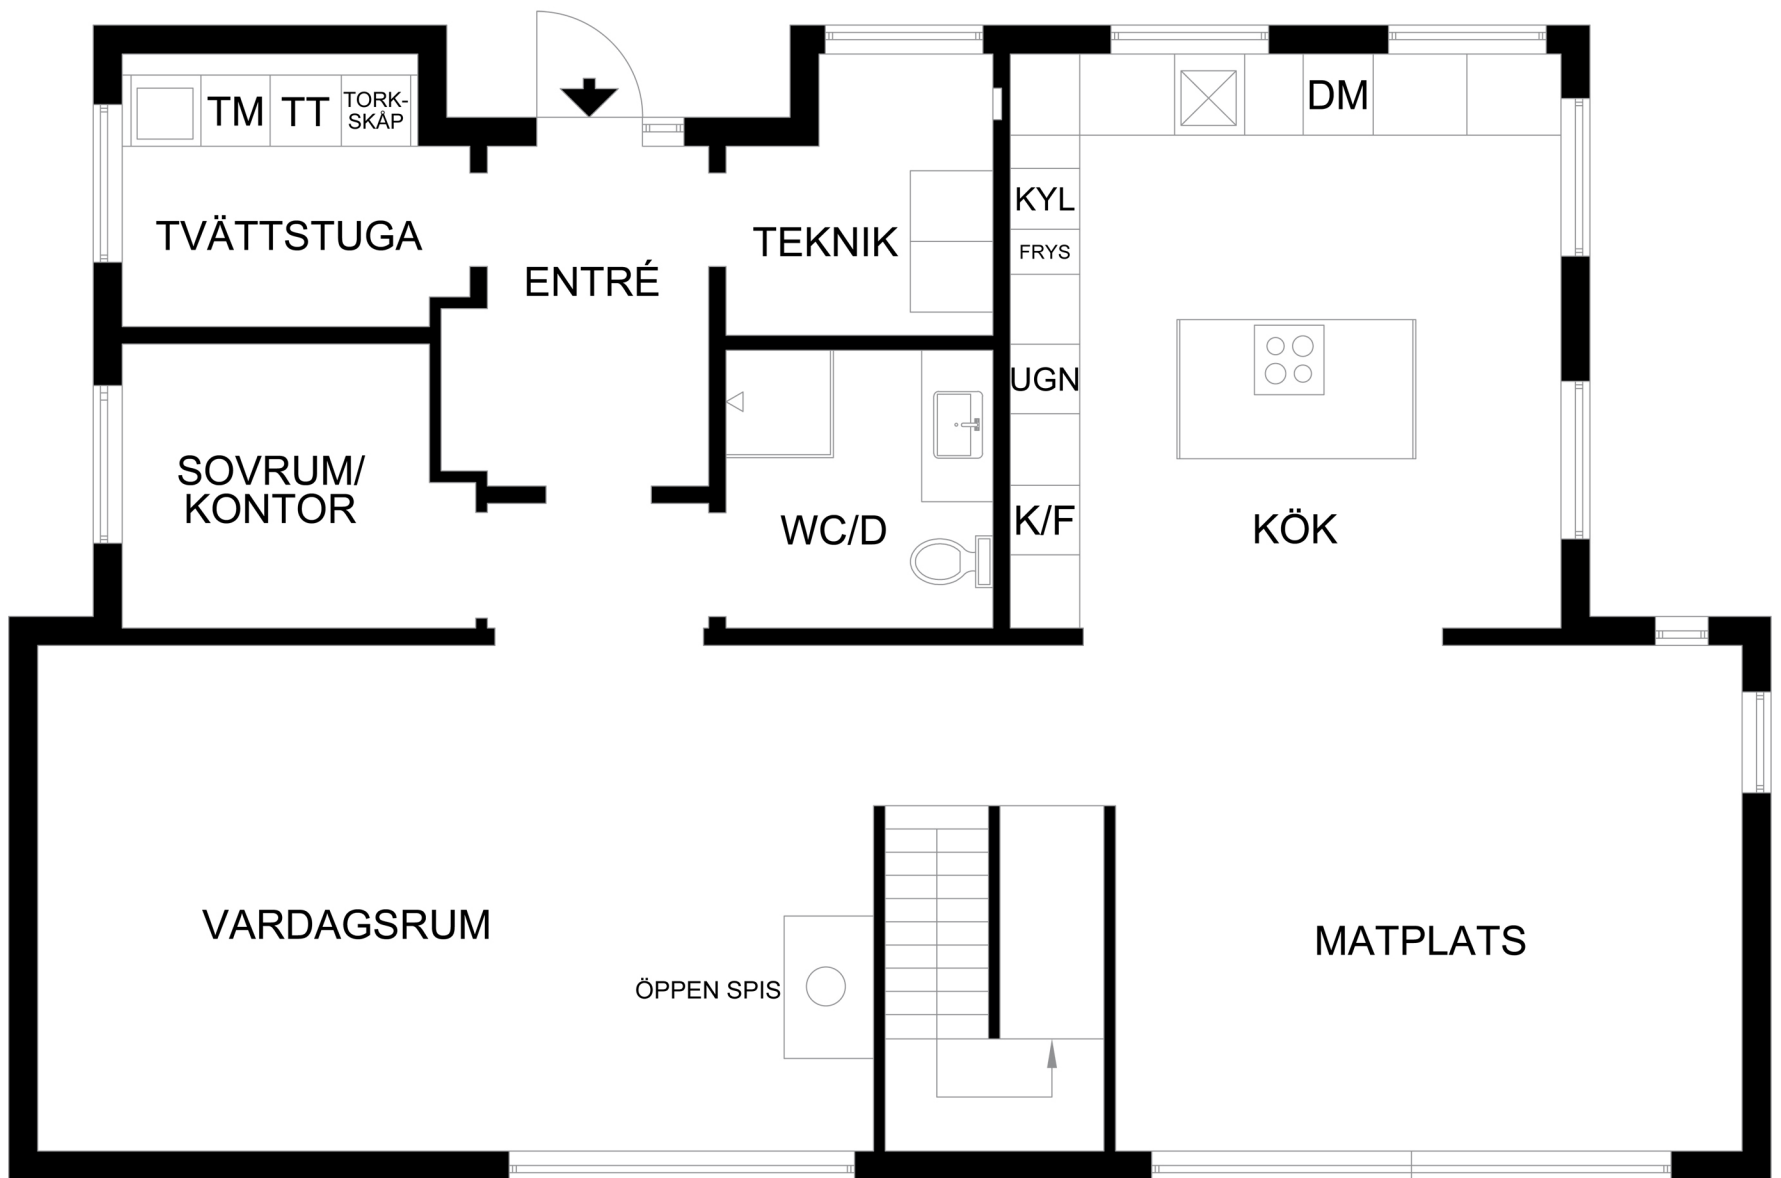 TM
TT
TORK-
SKÅP
DM
TVÄTTSTUGA
ENTRÉ
TEKNIK
KYL
FRYS
UGN
K/F
SOVRUM/
KONTOR
WC/D
KÖK
VARDAGSRUM
ÖPPEN SPIS
MATPLATS